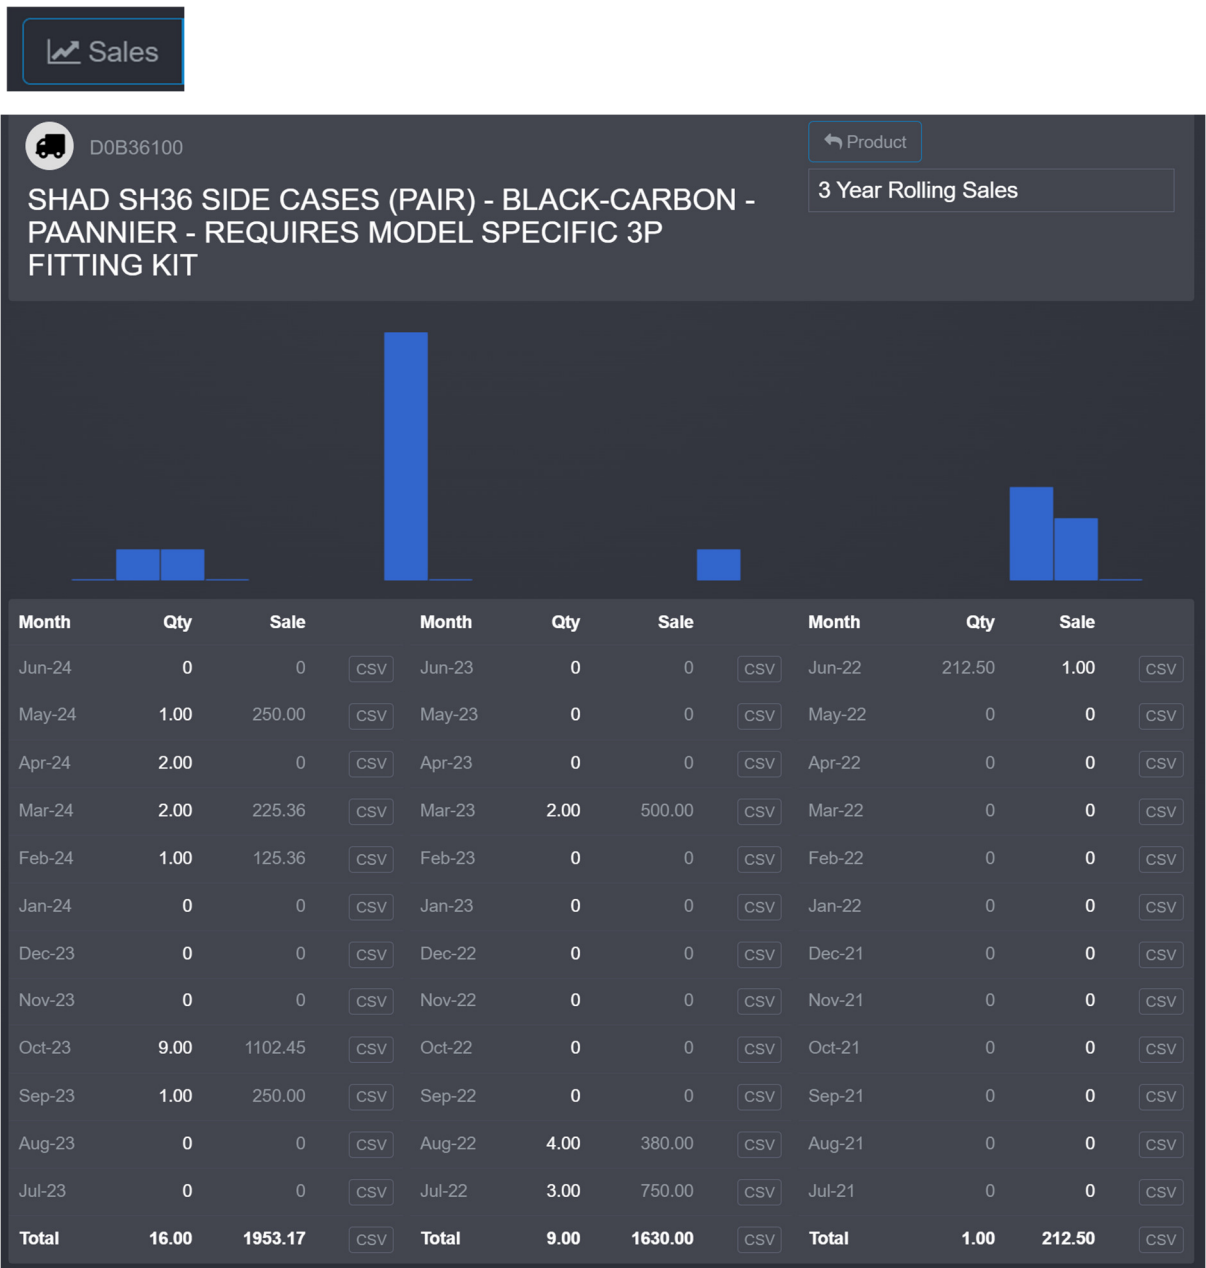 Sales
D0B36100
Product
SHAD SH36 SIDE CASES (PAIR) - BLACK-CARBON -
PAANNIER - REQUIRES MODEL SPECIFIC 3P
FITTING KIT
3 Year Rolling Sales
Month Qty Sale Month Qty Sale Month Qty Sale
Jun-24 0 0 CSV Jun-23 0 0 CSV Jun-22 212.50 1.00 CSV
May-24 1.00 250.00 CSV May-23 0 0 CSV May-22 0 0 CSV
Apr-24 2.00 0 CSV Apr-23 0 0 CSV Apr-22 0 0 CSV
Mar-24 2.00 225.36 CSV Mar-23 2.00 500.00 CSV Mar-22 0 0 CSV
Feb-24 1.00 125.36 CSV Feb-23 0 0 CSV Feb-22 0 0 CSV
Jan-24 0 0 CSV Jan-23 0 0 CSV Jan-22 0 0 CSV
Dec-23 0 0 CSV Dec-22 0 0 CSV Dec-21 0 0 CSV
Nov-23 0 0 CSV Nov-22 0 0 CSV Nov-21 0 0 CSV
Oct-23 9.00 1102.45 CSV Oct-22 0 0 CSV Oct-21 0 0 CSV
Sep-23 1.00 250.00 CSV Sep-22 0 0 CSV Sep-21 0 0 CSV
Aug-23 0 0 CSV Aug-22 4.00 380.00 CSV Aug-21 0 0 CSV
Jul-23 0 0 CSV Jul-22 3.00 750.00 CSV Jul-21 0 0 CSV
Total 16.00 1953.17 CSV Total 9.00 1630.00 CSV Total 1.00 212.50 CSV